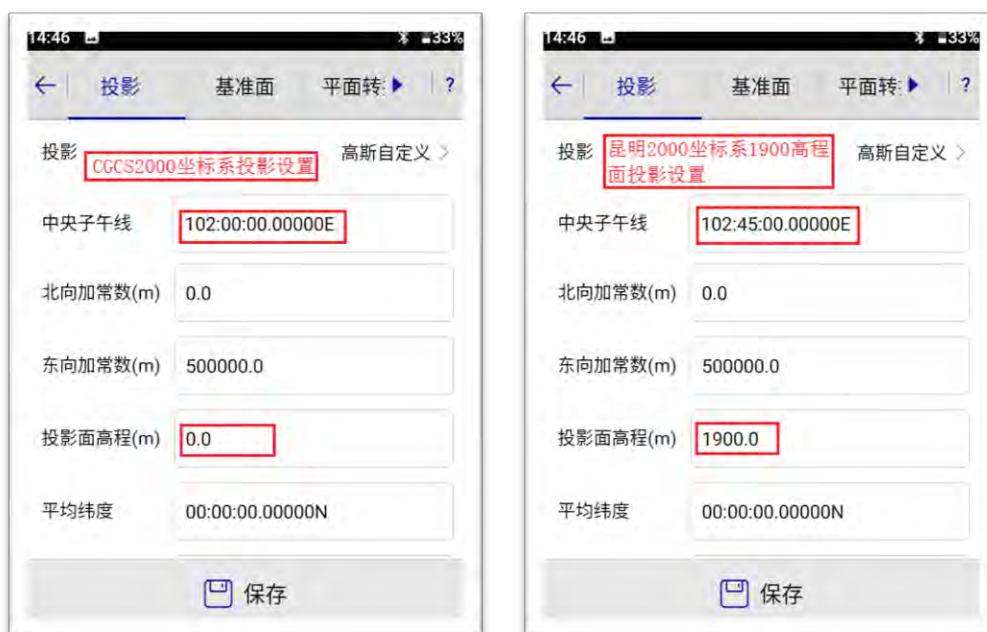 14:46
33%
投影
基准面
平面转:
?
投影
CGCS2000坐标系投影设置
高斯自定义
中央子午线
102:00:00.00000E
北向加常数(m)
0.0
东向加常数(m)
500000.0
投影面高程(m)
0.0
平均纬度
00:00:00.00000N
保存
14:46
33%
投影
基准面
平面转:
?
投影
昆明2000坐标系1900高程
面投影设置
高斯自定义
中央子午线
102:45:00.00000E
北向加常数(m)
0.0
东向加常数(m)
500000.0
投影面高程(m)
1900.0
平均纬度
00:00:00.00000N
保存